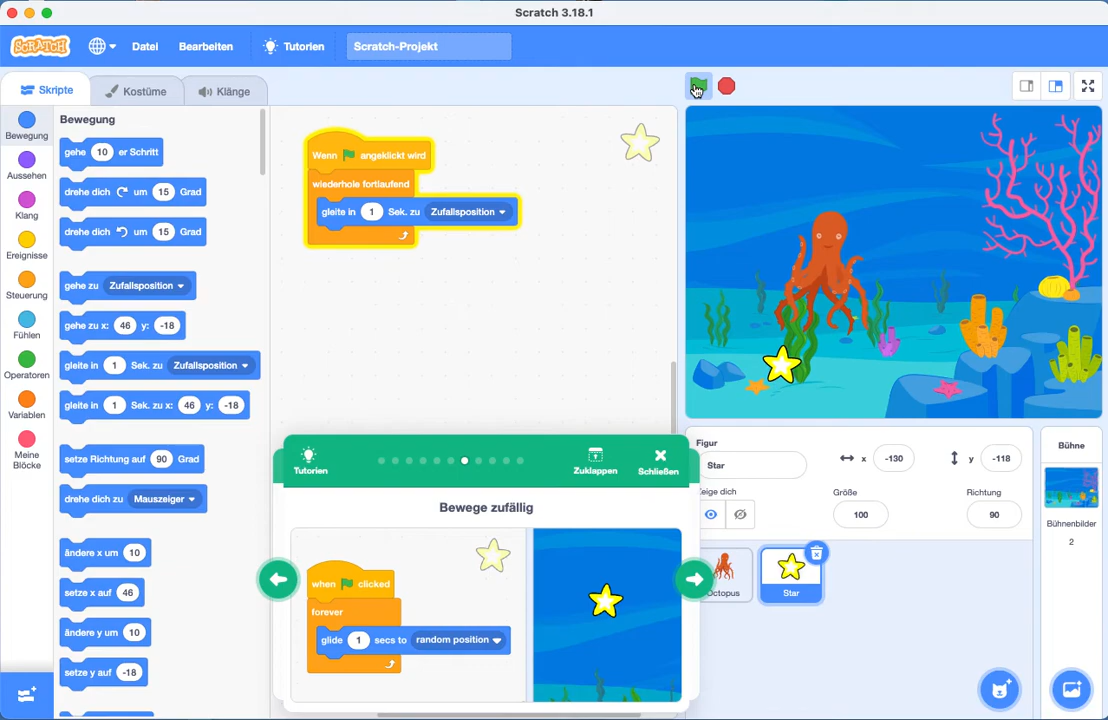 Scratch 3.18.1
SCRATCH
Datei
Bearbeiten
Tutorien
Scratch-Projekt
Skripte
Kostüme
Klänge
Bewegung
Aussehen
Klang
Ereignisse
Steuerung
Fühlen
Operatoren
Variablen
Meine
Blöcke
Bewegung
gehe 10 er Schritt
drehe dich um 15 Grad
drehe dich um 15 Grad
gehe zu Zufallsposition
gehe zu x: 46 y: -18
gleite in 1 Sek. zu Zufallsposition
gleite in 1 Sek. zu x: 46 y: -18
setze Richtung auf 90 Grad
drehe dich zu Mauszeiger
ändere x um 10
setze x auf 46
ändere y um 10
setze y auf -18
Wenn angeklickt wird
wiederhole fortlaufend
gleite in 1 Sek. zu Zufallsposition
Tutorien
Zuklappen
Schließen
Bewege zufällig
when clicked
forever
glide 1 secs to random position
Figur
Star
x -130
y -118
Zeige dich
Größe
Richtung
100
90
Octopus
Star
Bühne
Bühnenbilder
2